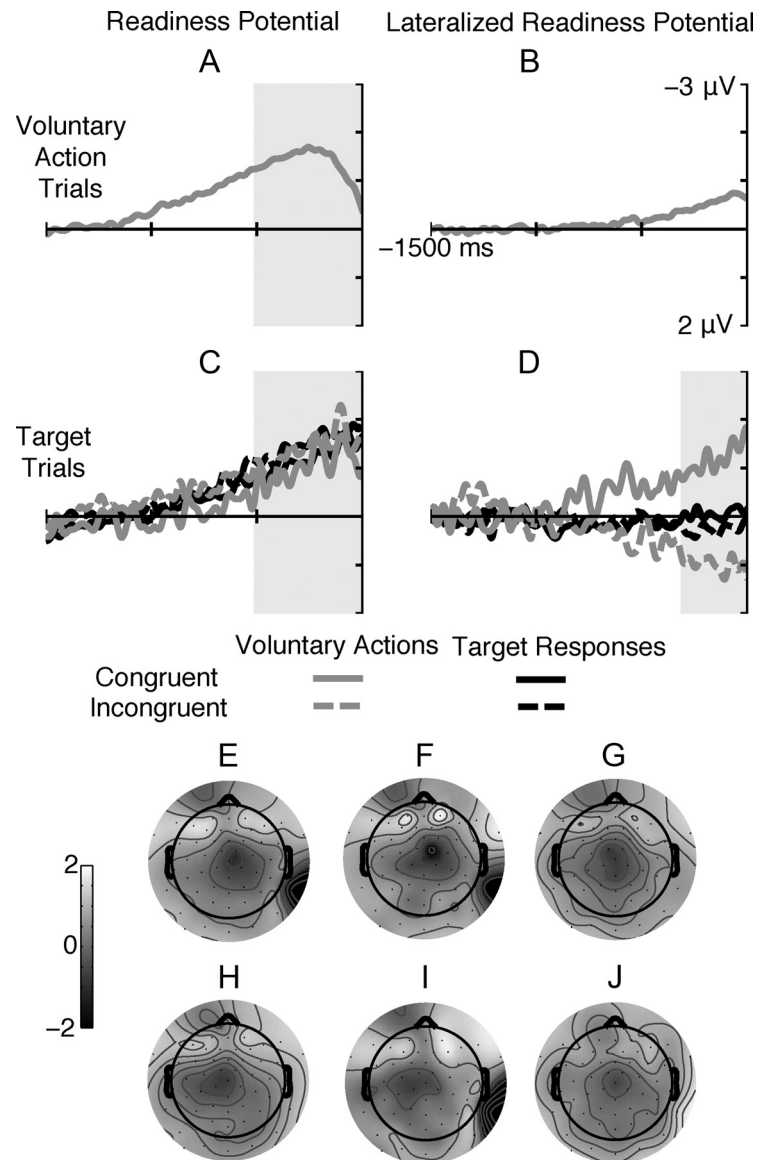 Readiness Potential
Lateralized Readiness Potential
A
B
−3 µV
Voluntary
Action
Trials
−1500 ms
2 µV
C
D
Target
Trials
Voluntary Actions Target Responses
Congruent
Incongruent
E F G
2
0
−2
H I J